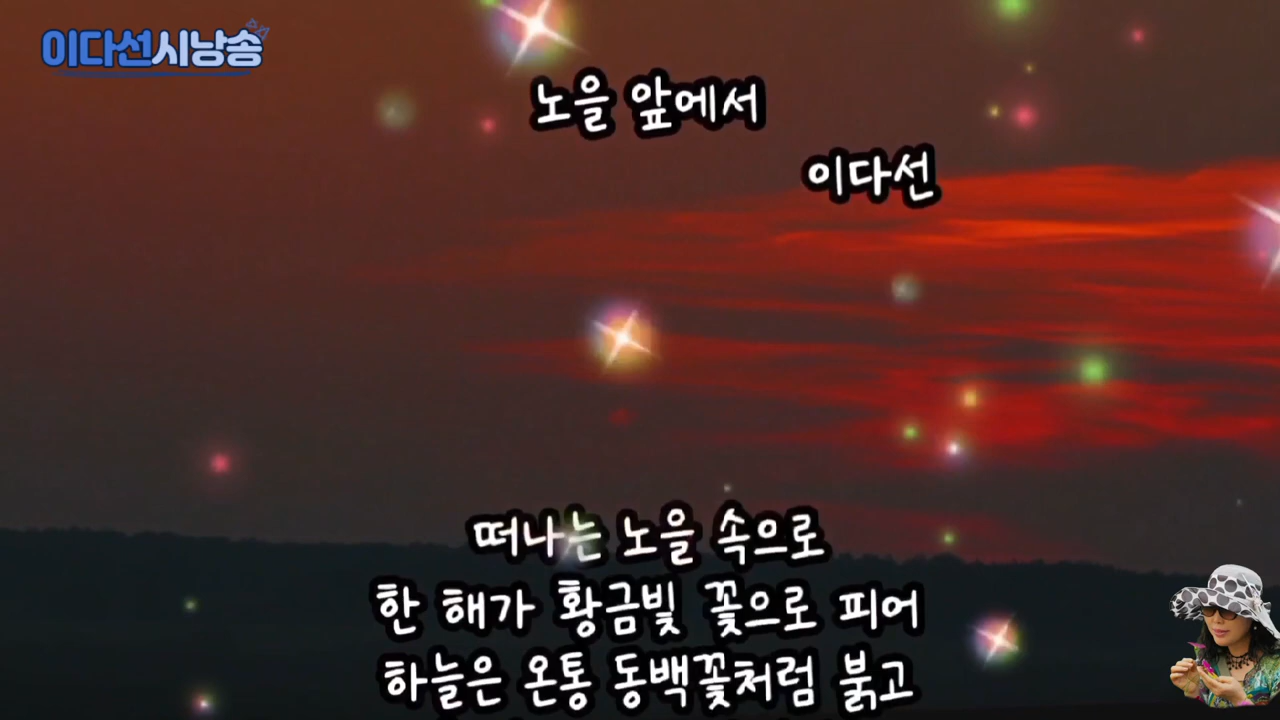 이다선시낭송
노을 앞에서
이다선
떠나는 노을 속으로
한 해가 황금빛 꽃으로 피어
하늘은 온통 동백꽃처럼 붉고